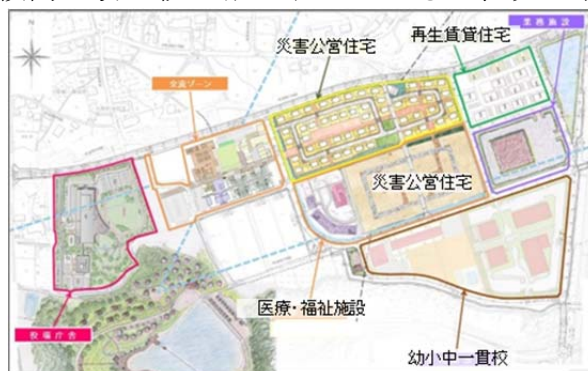 業務施設
再生賃貸住宅
災害公営住宅
交流ゾーン
災害公営住宅
医療・福祉施設
役場庁舎
幼小中一貫校